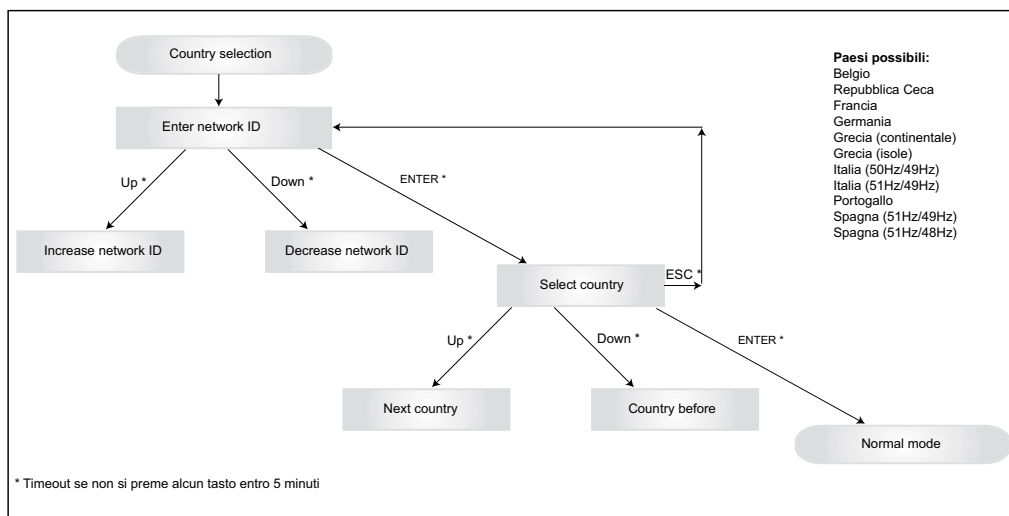 Country selection
Paesi possibili:
Belgio
Repubblica Ceca
Francia
Germania
Grecia (continentale)
Grecia (isole)
Italia (50Hz/49Hz)
Italia (51Hz/49Hz)
Portogallo
Spagna (51Hz/49Hz)
Spagna (51Hz/48Hz)
Enter network ID
Up *
Down *
ENTER *
Increase network ID
Decrease network ID
Select country
ESC *
Up *
Down *
ENTER *
Next country
Country before
Normal mode
* Timeout se non si preme alcun tasto entro 5 minuti